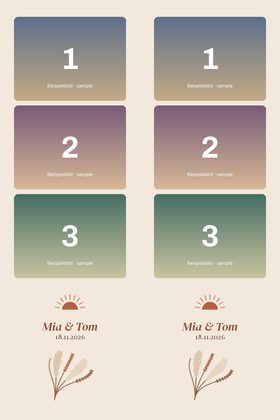 1
Beispielbild · sample
1
Beispielbild · sample
2
Beispielbild · sample
2
Beispielbild · sample
3
Beispielbild · sample
3
Beispielbild · sample
Mia & Tom
18.11.2026
Mia & Tom
18.11.2026